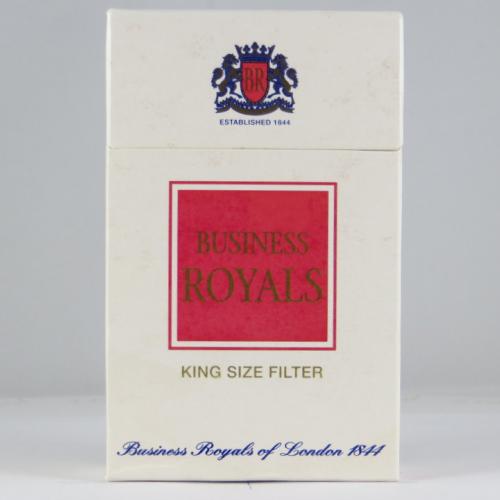 BR
ESTABLISHED 1844
BUSINESS
ROYALS
KING SIZE FILTER
Business Royals of London 1844